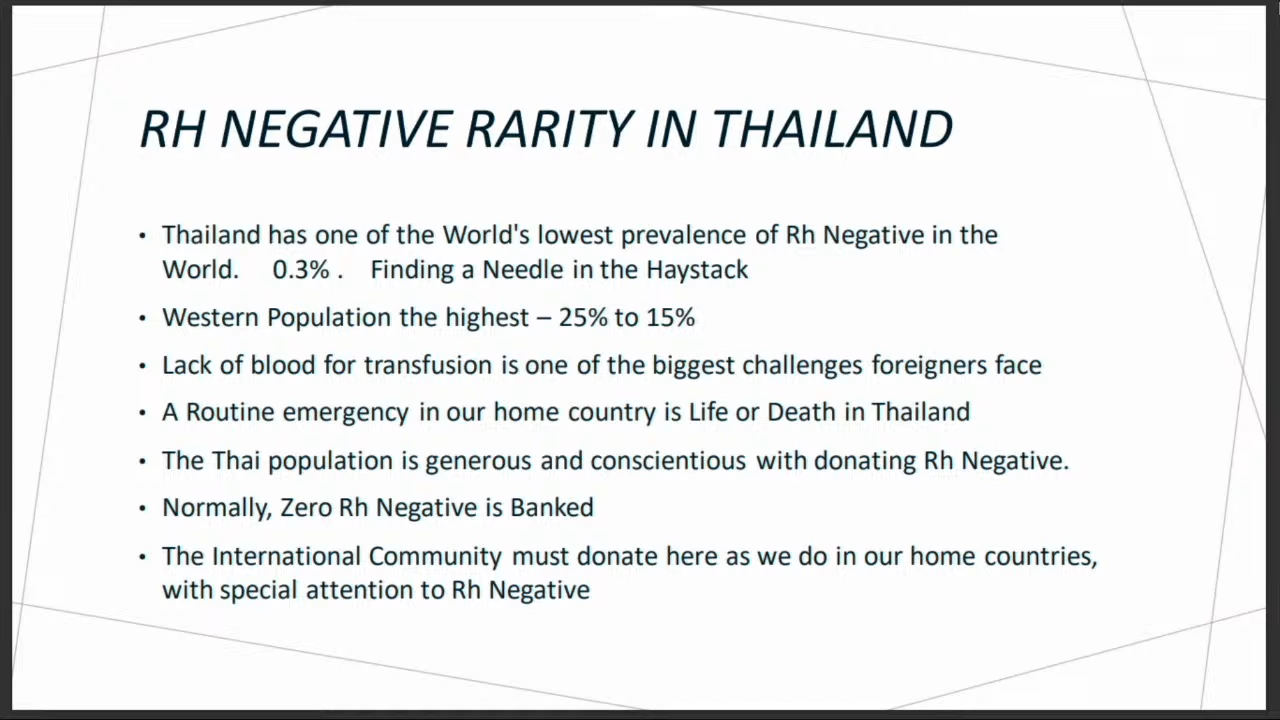 RH NEGATIVE RARITY IN THAILAND
• Thailand has one of the World's lowest prevalence of Rh Negative in the
World. 0.3% . Finding a Needle in the Haystack
• Western Population the highest – 25% to 15%
• Lack of blood for transfusion is one of the biggest challenges foreigners face
• A Routine emergency in our home country is Life or Death in Thailand
• The Thai population is generous and conscientious with donating Rh Negative.
• Normally, Zero Rh Negative is Banked
• The International Community must donate here as we do in our home countries,
with special attention to Rh Negative